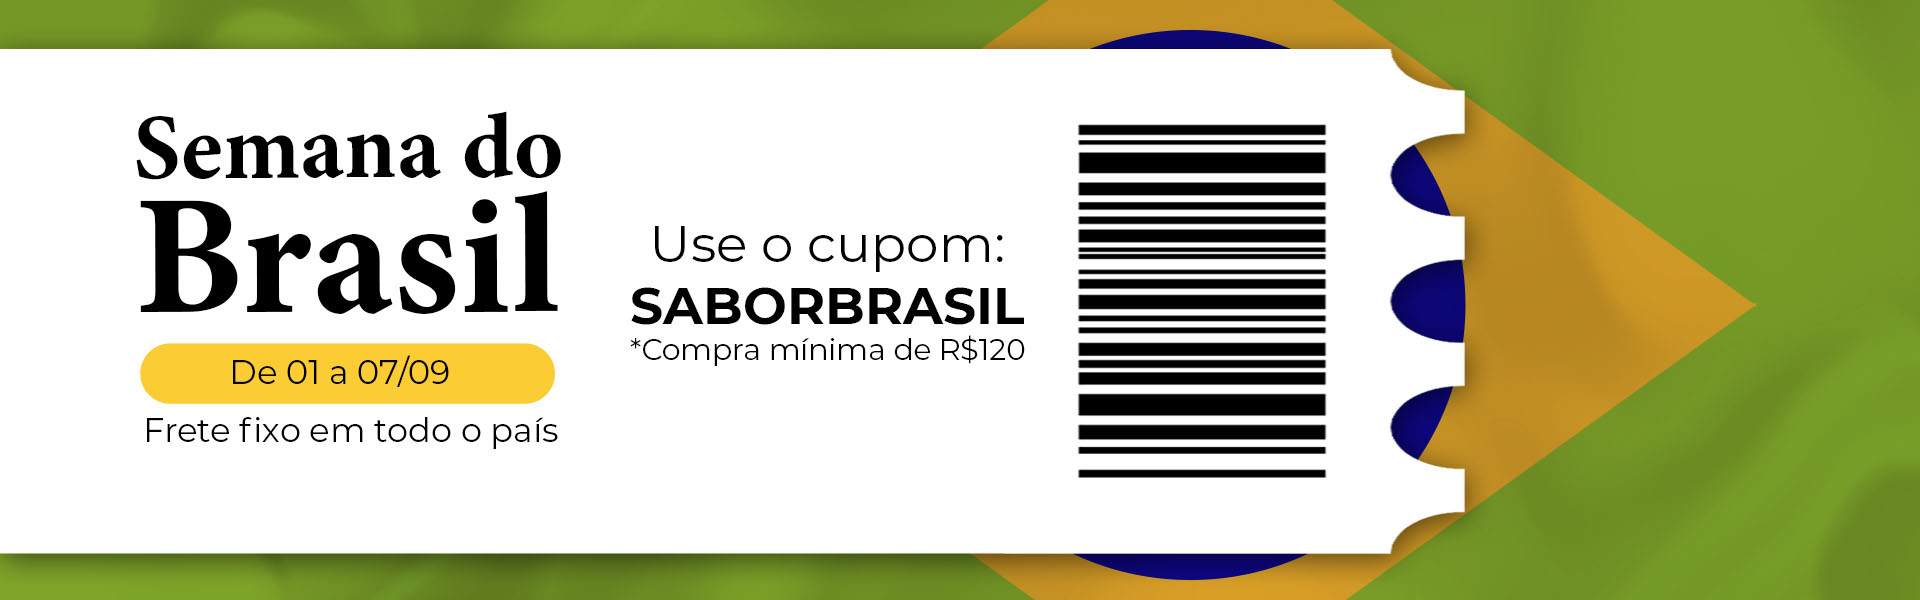 Semana do
Brasil
De 01 a 07/09
Frete fixo em todo o país
Use o cupom:
SABORBRASIL
*Compra mínima de R$120